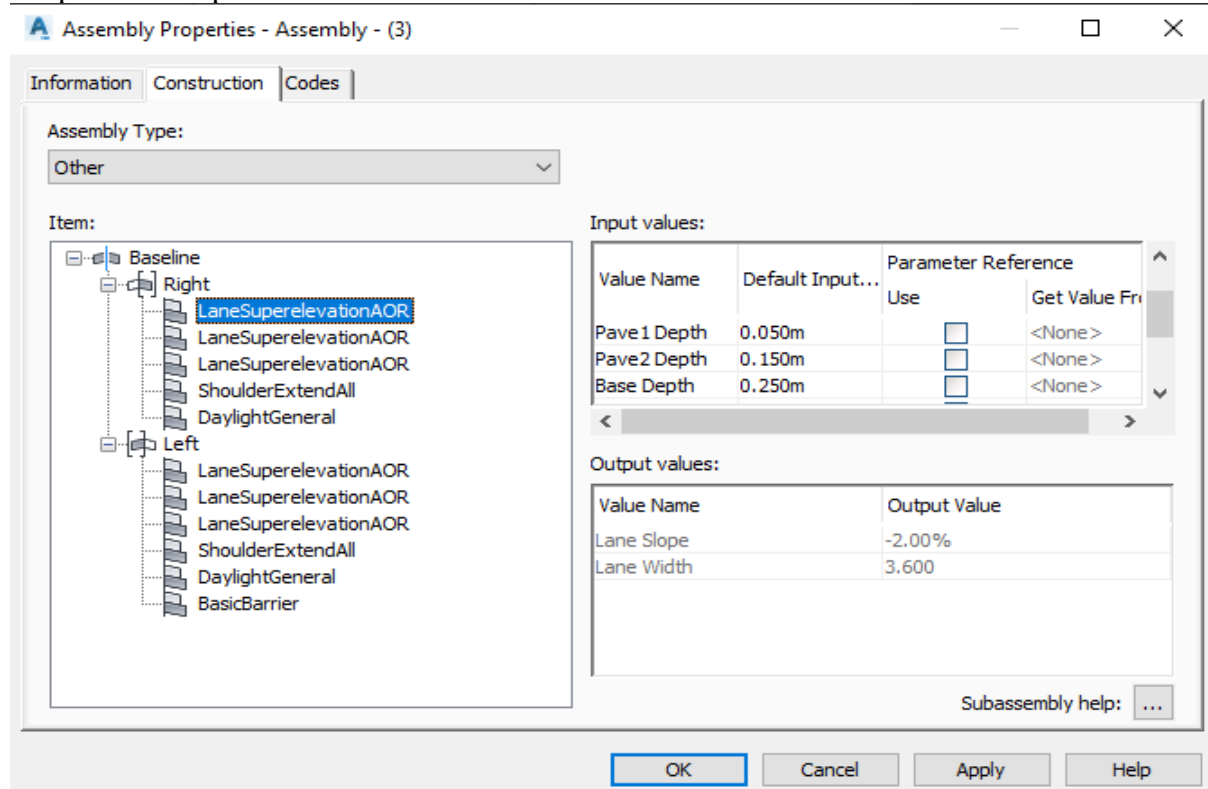 Assembly Properties - Assembly - (3)
Information Construction Codes
Assembly Type:
Other
Item:
Baseline
Right
LaneSuperelevationAOR
LaneSuperelevationAOR
LaneSuperelevationAOR
ShoulderExtendAll
DaylightGeneral
Left
LaneSuperelevationAOR
LaneSuperelevationAOR
LaneSuperelevationAOR
ShoulderExtendAll
DaylightGeneral
BasicBarrier
Input values:
Value Name Default Input... Parameter Reference
Use Get Value Fr
Pave1 Depth 0.050m <None>
Pave2 Depth 0.150m <None>
Base Depth 0.250m <None>
Output values:
Value Name Output Value
Lane Slope -2.00%
Lane Width 3.600
Subassembly help: ...
OK Cancel Apply Help